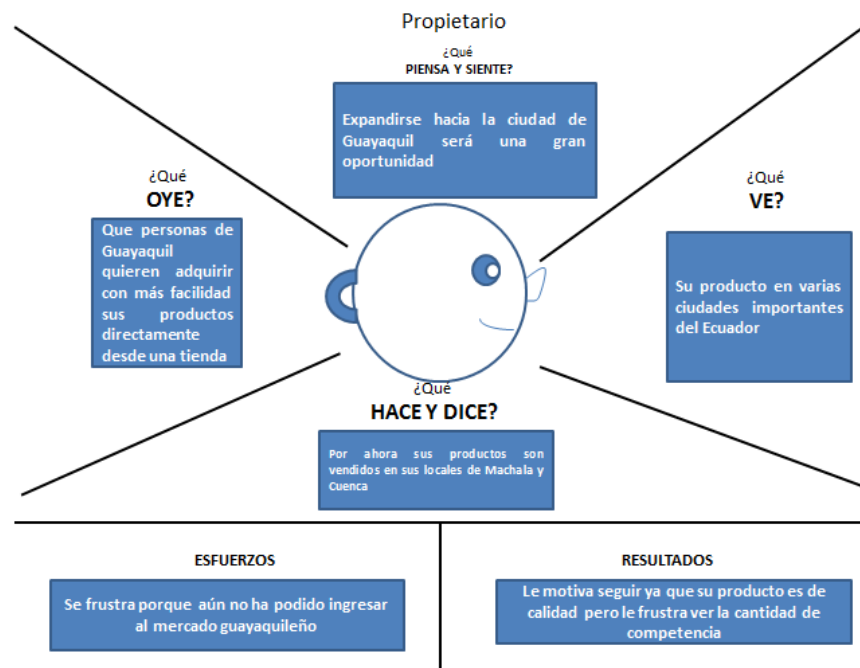 Propietario
¿Qué
PIENSA Y SIENTE?
Expandirse hacia la ciudad de
Guayaquil será una gran
oportunidad
¿Qué
OYE?
Que personas de
Guayaquil
quieren adquirir
con más facilidad
sus productos
directamente
desde una tienda
¿Qué
VE?
Su producto en varias
ciudades importantes
del Ecuador
¿Qué
HACE Y DICE?
Por ahora sus productos son
vendidos en sus locales de Machala y
Cuenca
ESFUERZOS
Se frustra porque aún no ha podido ingresar
al mercado guayaquileño
RESULTADOS
Le motiva seguir ya que su producto es de
calidad pero le frustra ver la cantidad de
competencia